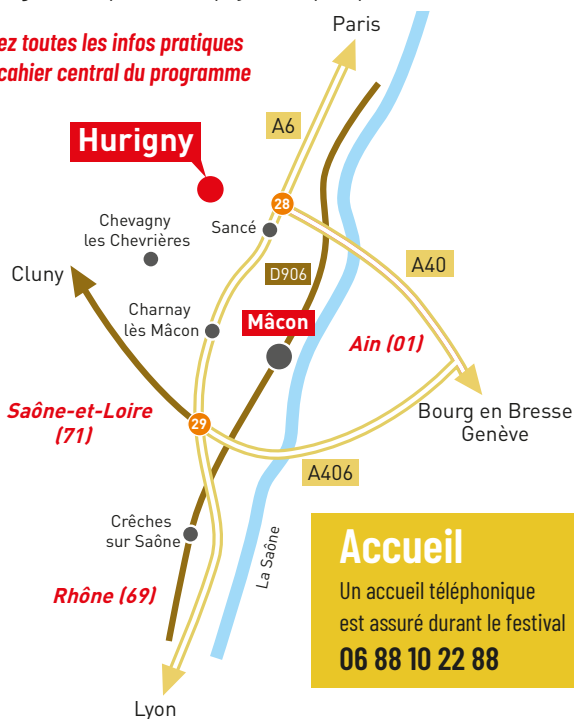 Paris
ez toutes les infos pratiques
cahier central du programme
A6
Hurigny
28
Chevagny
les Chevrières
Sancé
Cluny
D906
A40
Charnay
lès Mâcon
Mâcon
Ain (01)
Saône-et-Loire
(71)
29
Bourg en Bresse
Genève
A406
Crêches
sur Saône
La Saône
Rhône (69)
Lyon
Accueil
Un accueil téléphonique
est assuré durant le festival
06 88 10 22 88